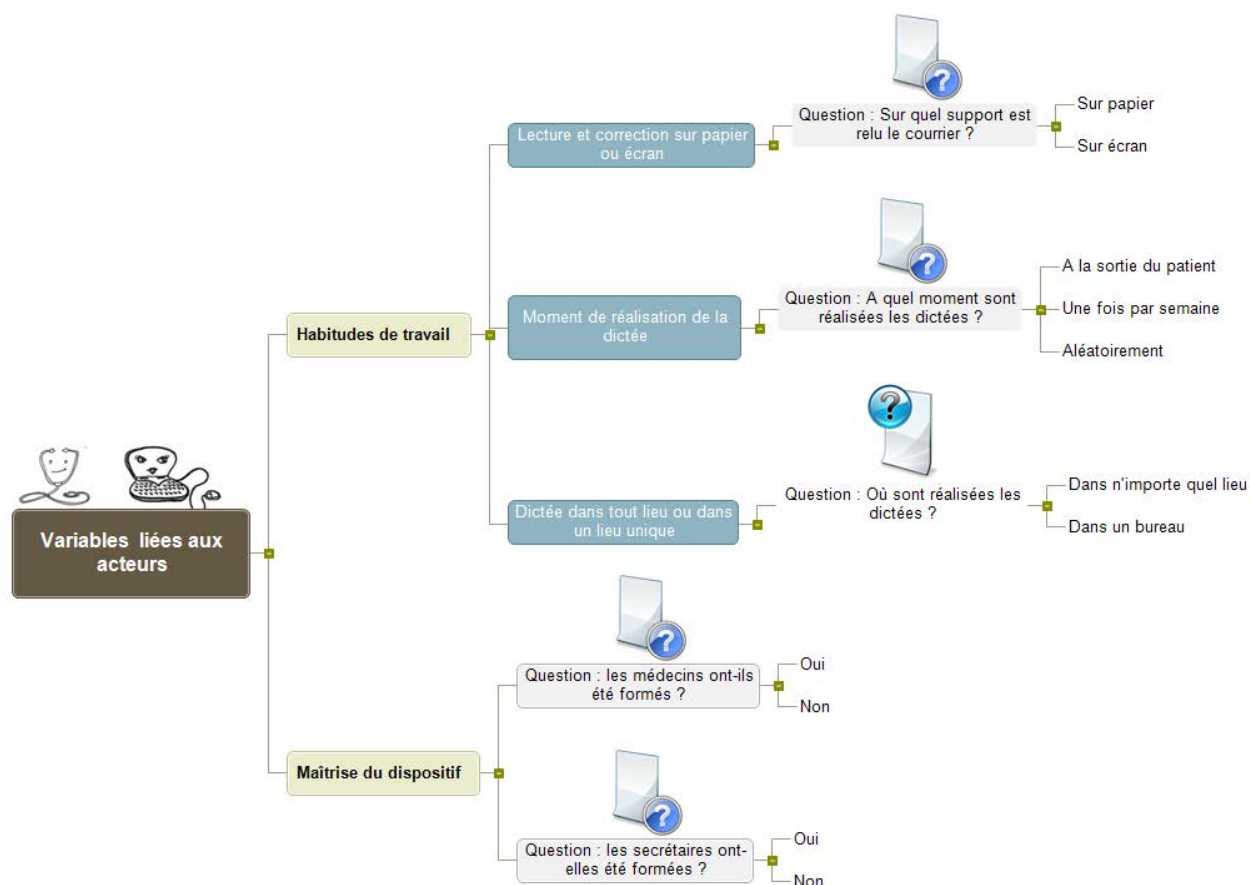 Question : Sur quel support est
relu le courrier ?
Sur papier
Sur écran
Lecture et correction sur papier
ou écran
Question : A quel moment sont
réalisées les dictées ?
A la sortie du patient
Une fois par semaine
Aléatoirement
Moment de réalisation de la
dictée
Habitudes de travail
Question : Où sont réalisées les
dictées ?
Dans n'importe quel lieu
Dans un bureau
Dictée dans tout lieu ou dans
un lieu unique
Variables liées aux
acteurs
Question : les médecins ont-ils
été formés ?
Oui
Non
Maîtrise du dispositif
Question : les secrétaires ont-
elles été formées ?
Oui
Non